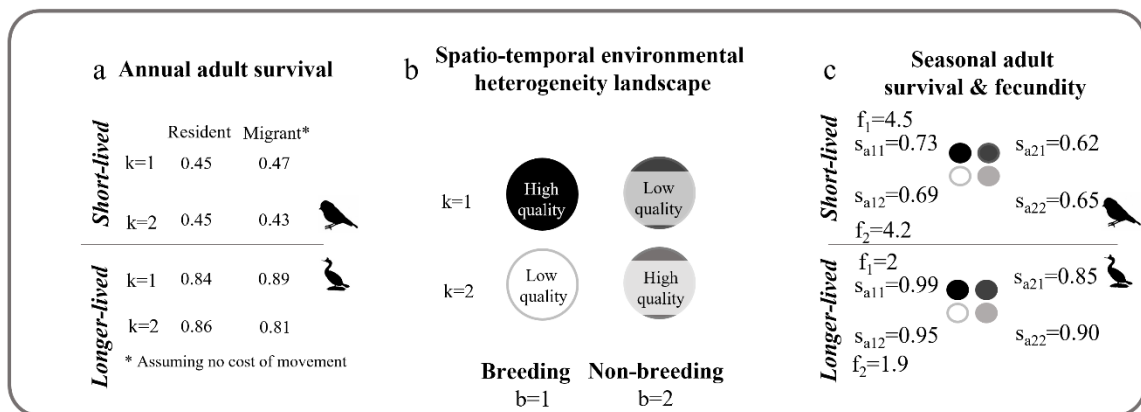 a Annual adult survival
Resident Migrant*
Short-lived
k=1 0.45 0.47
k=2 0.45 0.43
Longer-lived
k=1 0.84 0.89
k=2 0.86 0.81
* Assuming no cost of movement
b Spatio-temporal environmental
heterogeneity landscape
k=1
High
quality
Low
quality
k=2
Low
quality
High
quality
Breeding Non-breeding
b=1 b=2
c Seasonal adult
survival & fecundity
Short-lived
f₁=4.5
sₐ₁₁=0.73 sₐ₂₁=0.62
sₐ₁₂=0.69 sₐ₂₂=0.65
f₂=4.2
Longer-lived
f₁=2
sₐ₁₁=0.99 sₐ₂₁=0.85
sₐ₁₂=0.95 sₐ₂₂=0.90
f₂=1.9